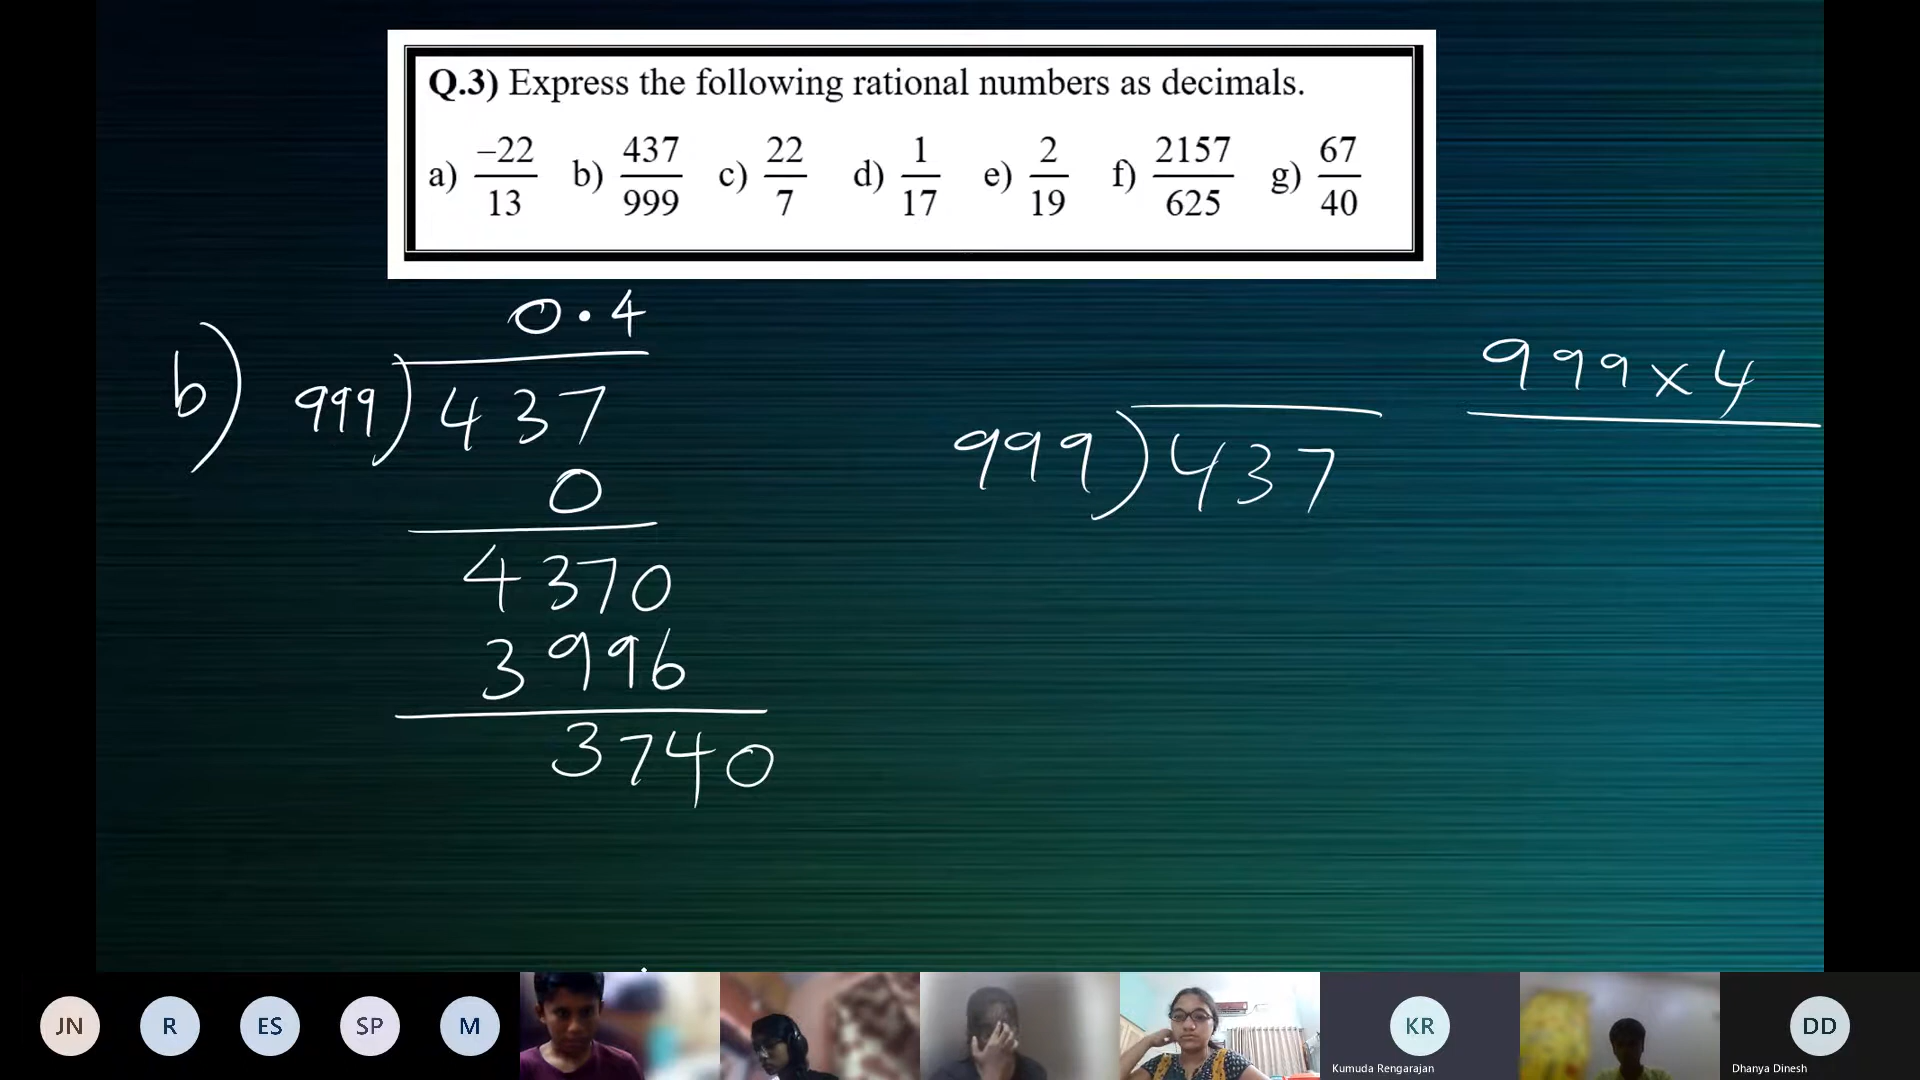 Q.3) Express the following rational numbers as decimals.
a) −22/13 b) 437/999 c) 22/7 d) 1/17 e) 2/19 f) 2157/625 g) 67/40
b)
0.4
999)437
0
4370
3996
3740
999)437
999×4
JN R ES SP M KR DD
Kumuda Rengarajan Dhanya Dinesh